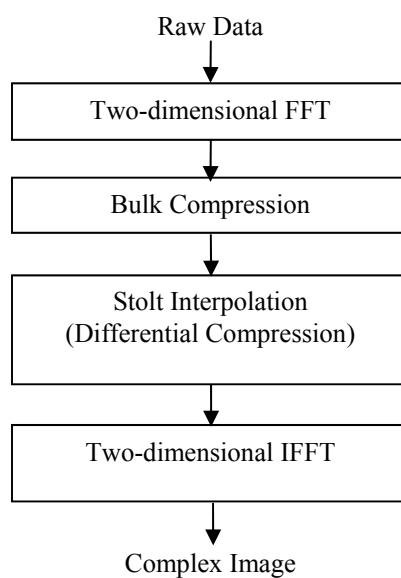 Raw Data
Two-dimensional FFT
Bulk Compression
Stolt Interpolation
(Differential Compression)
Two-dimensional IFFT
Complex Image